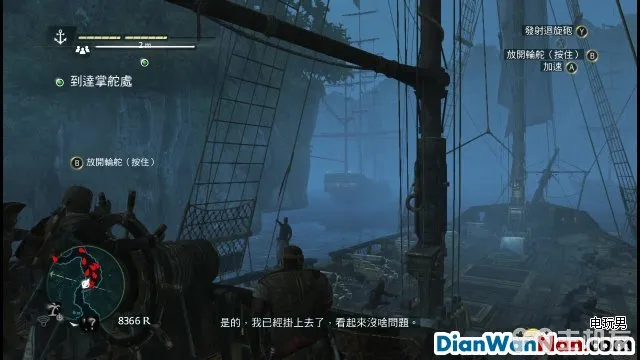 2 m
到達掌舵處
B 放開輪舵（按住）
發射迴旋砲 Y
放開輪舵（按住） B
加速 A
8366 R
?
是的，我已經掛上去了，看起來沒啥問題。
电玩男
DianWanNan.com